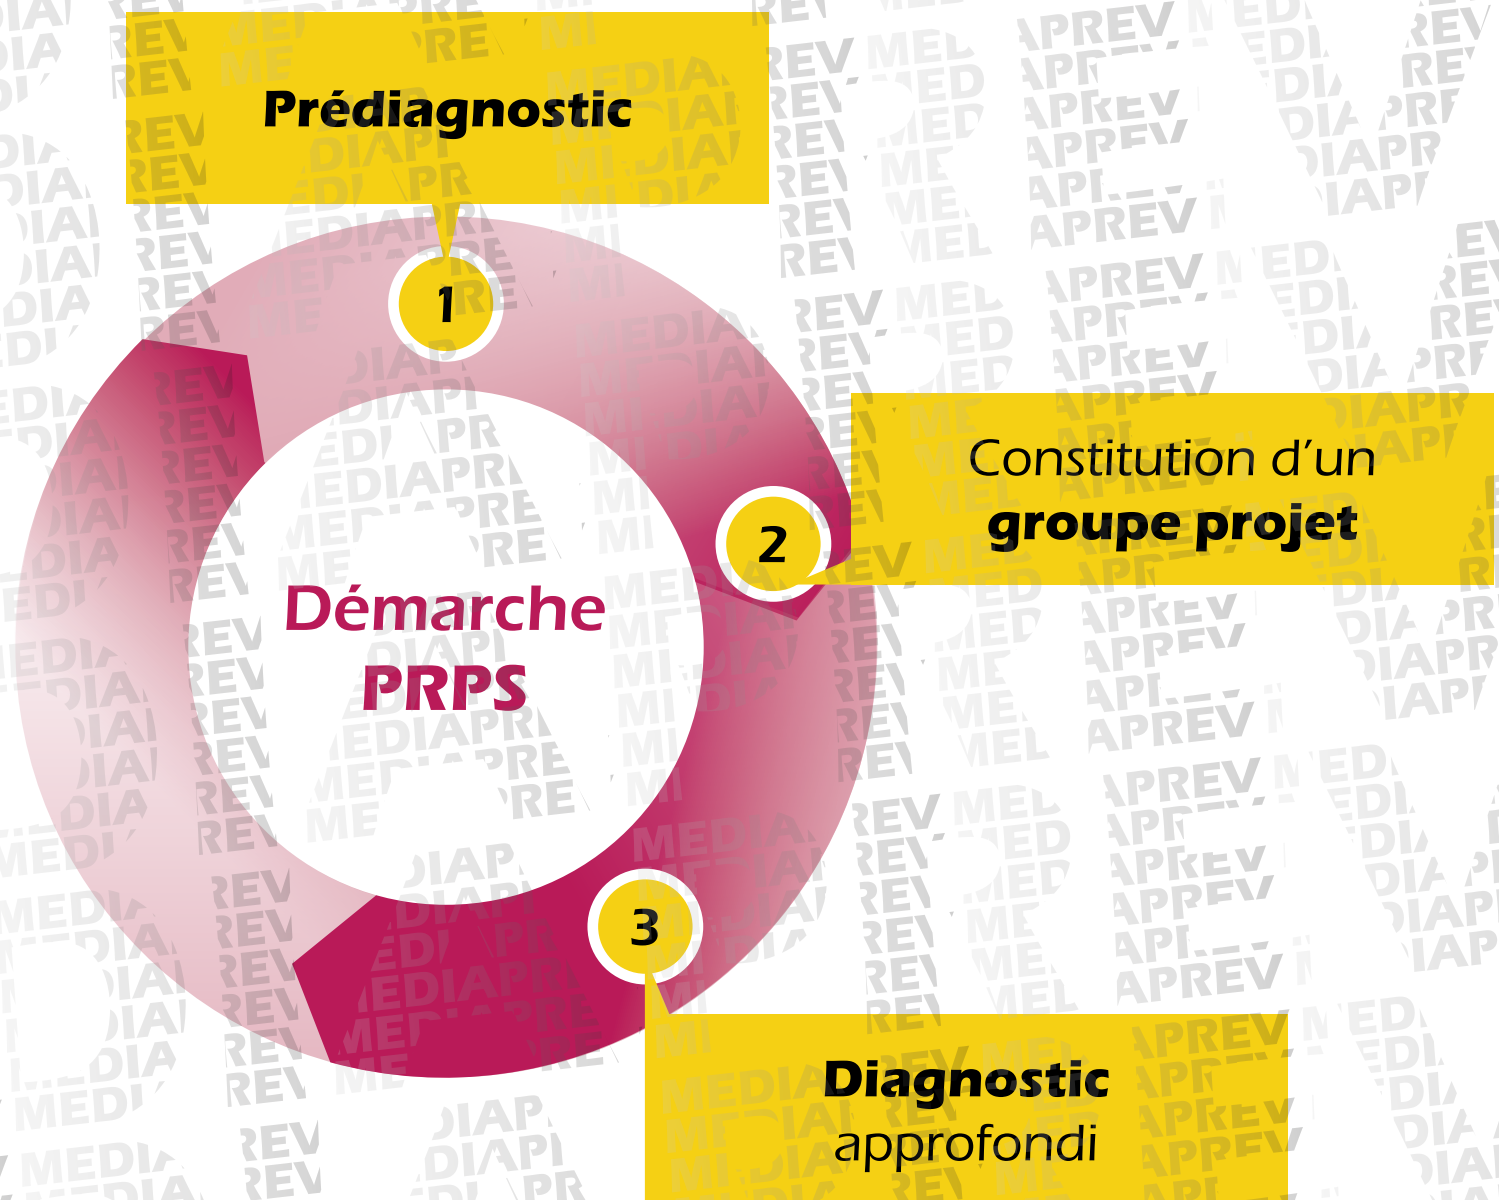 Prédiagnostic
1
Constitution d'un
groupe projet
2
Démarche
PRPS
3
Diagnostic
approfondi